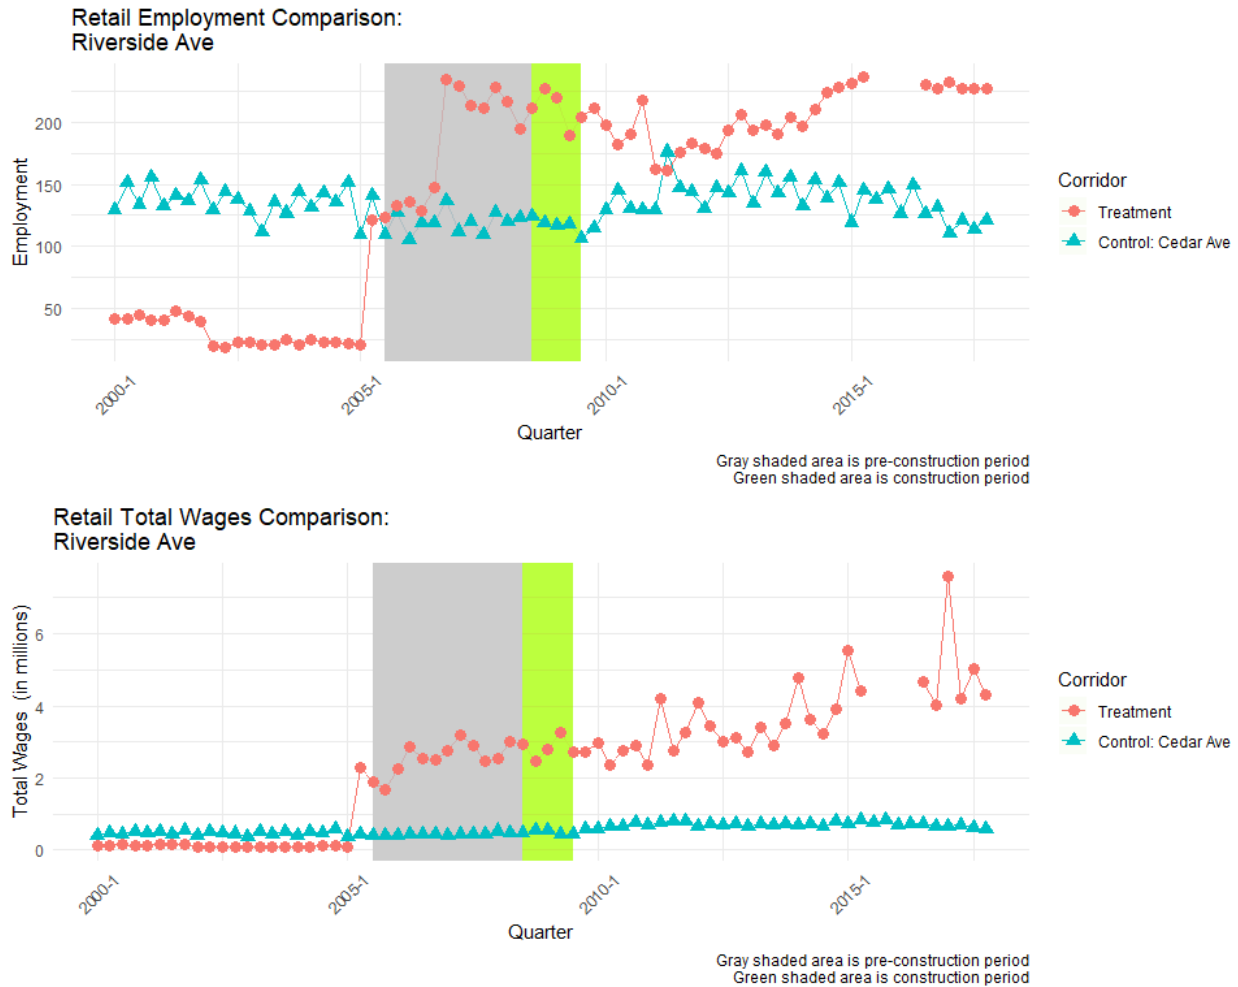 Retail Employment Comparison:
Riverside Ave
Employment
200
150
100
50
2000-1
2005-1
2010-1
2015-1
Quarter
Corridor
Treatment
Control: Cedar Ave
Gray shaded area is pre-construction period
Green shaded area is construction period
Retail Total Wages Comparison:
Riverside Ave
Total Wages (in millions)
6
4
2
0
2000-1
2005-1
2010-1
2015-1
Quarter
Corridor
Treatment
Control: Cedar Ave
Gray shaded area is pre-construction period
Green shaded area is construction period